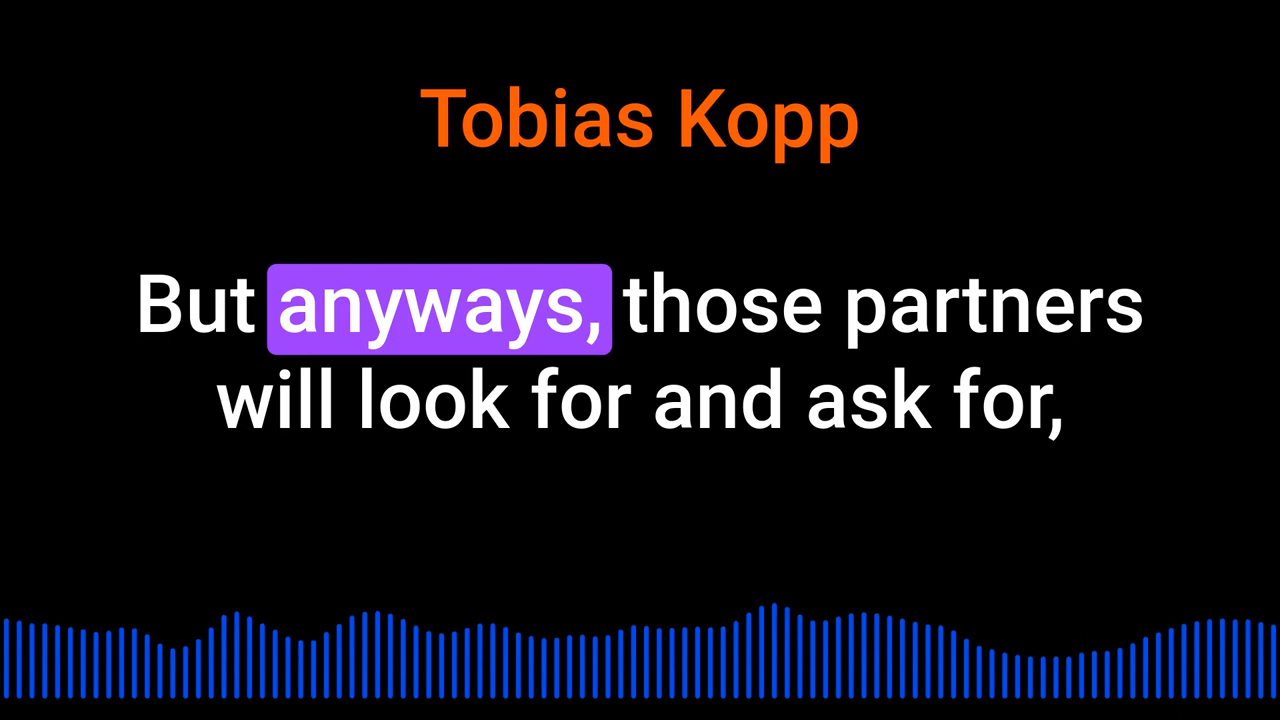 Tobias Kopp
But anyways, those partners
will look for and ask for,